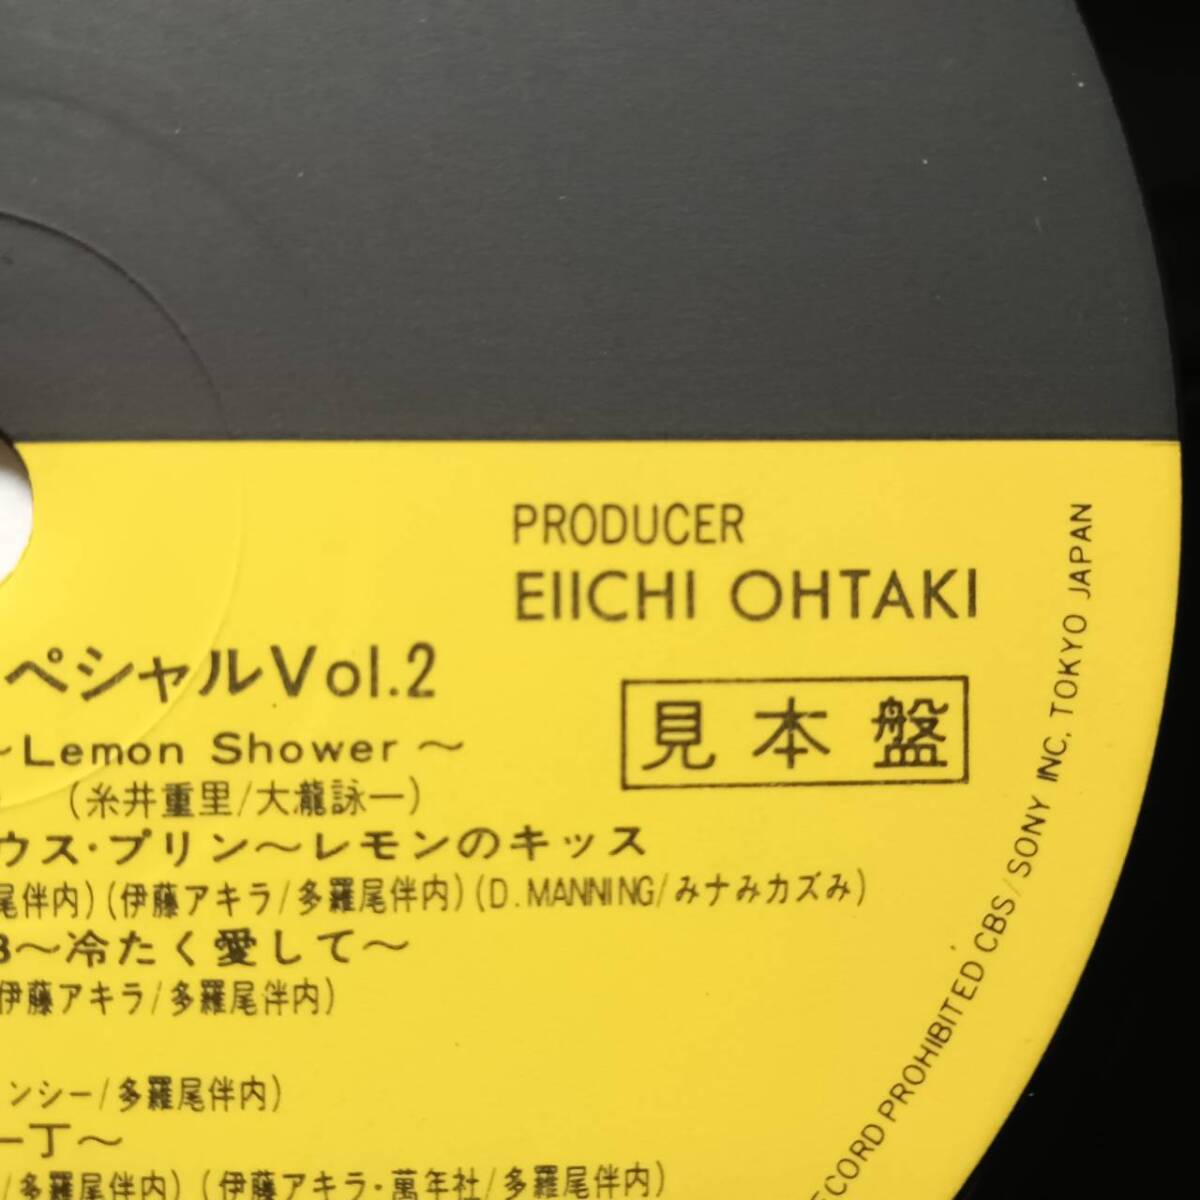 PRODUCER
EIICHI OHTAKI
ペシャルVol.2
見本盤
～Lemon Shower～
(糸井重里/大瀧詠一)
ウス・プリン～レモンのキッス
尾伴内)(伊藤アキラ/多羅尾伴内)(D.MANNING/みナみカズみ)
3～冷たく愛して～
伊藤アキラ/多羅尾伴内)
ンシー/多羅尾伴内)
一丁～
/多羅尾伴内) (伊藤アキラ・萬年社/多羅尾伴内)
ECORD PROHIBITED CBS/SONY INC, TOKYO JAPAN